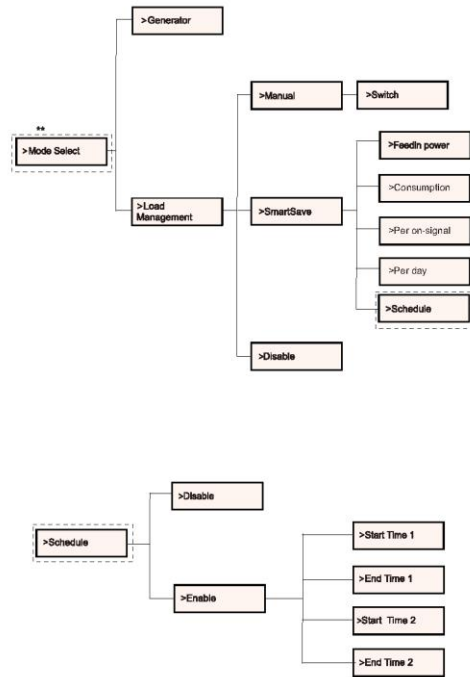 >Generator
>Manual
>Switch
**
>Mode Select
>FeedIn power
>Consumption
>Load
Management
>SmartSave
>Per on-signal
>Per day
>Schedule
>Disable
>Disable
>Schedule
>Start Time 1
>Enable
>End Time 1
>Start Time 2
>End Time 2